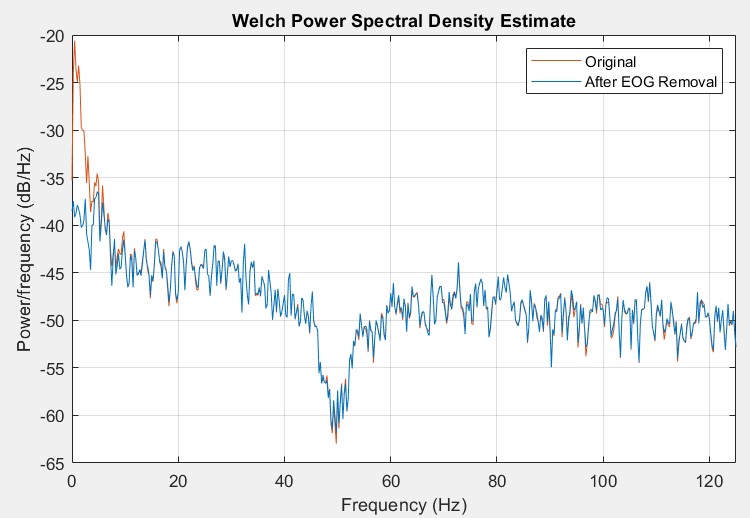 Welch Power Spectral Density Estimate
Original
After EOG Removal
Power/frequency (dB/Hz)
-20
-25
-30
-35
-40
-45
-50
-55
-60
-65
0 20 40 60 80 100 120
Frequency (Hz)